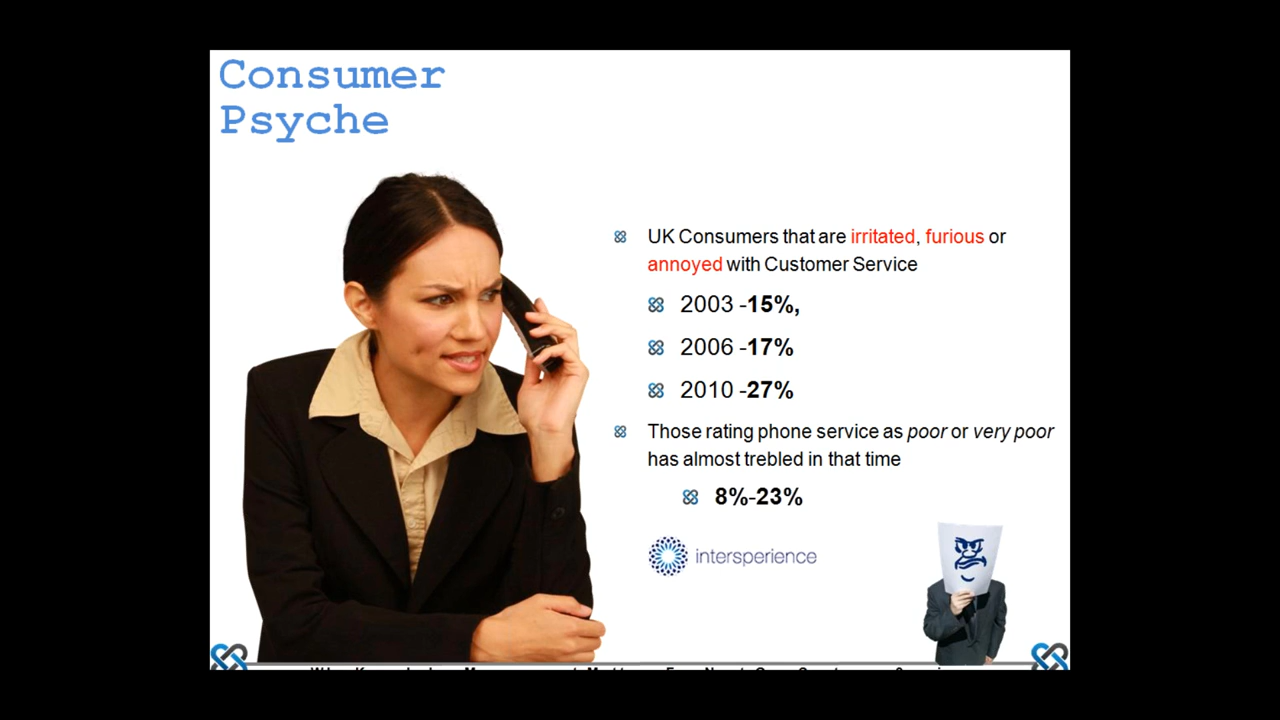 Consumer
Psyche
UK Consumers that are irritated, furious or
annoyed with Customer Service
2003 -15%,
2006 -17%
2010 -27%
Those rating phone service as poor or very poor
has almost trebled in that time
8%-23%
intersperience